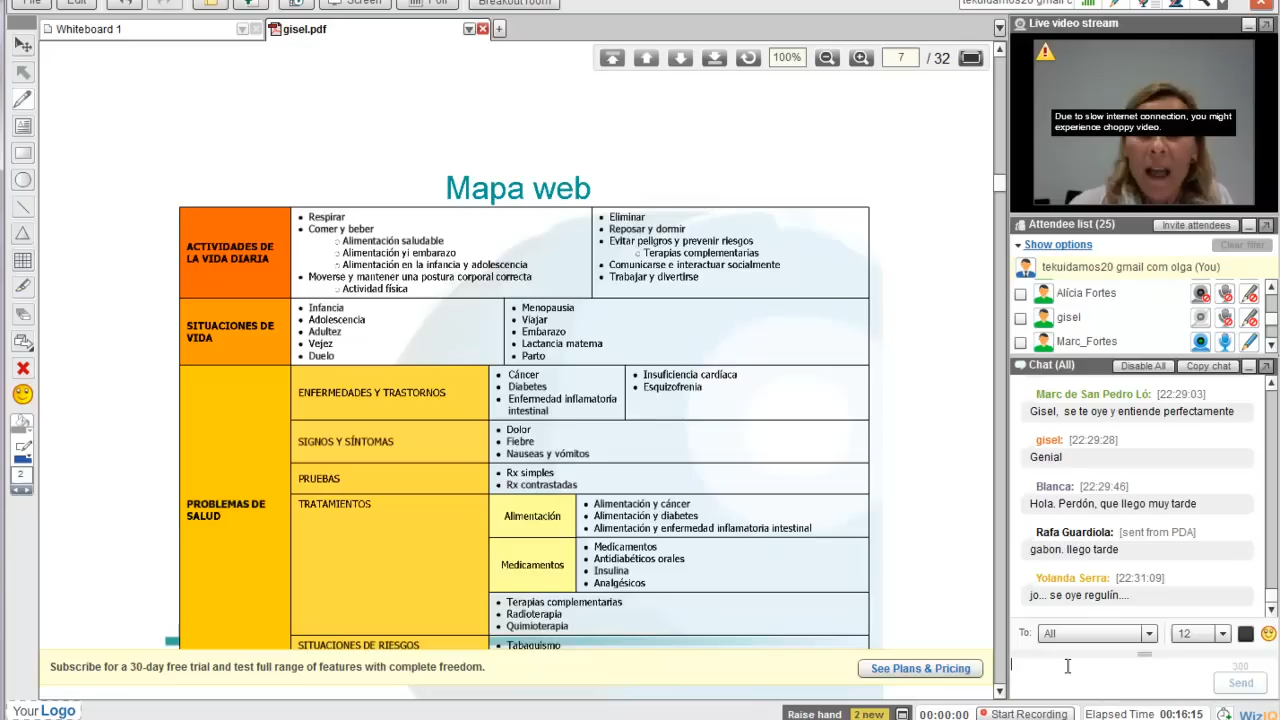 File
Edit
Screen
Poll
Breakout room
Whiteboard 1
gisel.pdf
100%
7
/ 32
Mapa web
ACTIVIDADES DE
LA VIDA DIARIA
• Respirar
• Comer y beber
Alimentación saludable
Alimentación yi embarazo
Alimentación en la infancia y adolescencia
• Moverse y mantener una postura corporal correcta
Actividad física
• Eliminar
• Reposar y dormir
• Evitar peligros y prevenir riesgos
Terapias complementarias
• Comunicarse e interactuar socialmente
• Trabajar y divertirse
SITUACIONES DE
VIDA
• Infancia
• Adolescencia
• Adultez
• Vejez
• Duelo
• Menopausia
• Viajar
• Embarazo
• Lactancia materna
• Parto
PROBLEMAS DE
SALUD
ENFERMEDADES Y TRASTORNOS
• Cáncer
• Diabetes
• Enfermedad inflamatoria
intestinal
• Insuficiencia cardíaca
• Esquizofrenia
SIGNOS Y SÍNTOMAS
• Dolor
• Fiebre
• Nauseas y vómitos
PRUEBAS
• Rx simples
• Rx contrastadas
TRATAMIENTOS
Alimentación
• Alimentación y cáncer
• Alimentación y diabetes
• Alimentación y enfermedad inflamatoria intestinal
Medicamentos
• Medicamentos
• Antidiabéticos orales
• Insulina
• Analgésicos
• Terapias complementarias
• Radioterapia
• Quimioterapia
SITUACIONES DE RIESGOS
• Tabaquismo
Subscribe for a 30-day free trial and test full range of features with complete freedom.
See Plans & Pricing
Your Logo
Raise hand
2 new
00:00:00
Start Recording
Elapsed Time
00:16:15
WizIQ
2
tekuidamos20 gmail c
Live video stream
Due to slow internet connection, you might
experience choppy video.
Attendee list (25)
Invite attendees
Show options
Clear filter
tekuidamos20 gmail com olga (You)
Alícia Fortes
gisel
Marc_Fortes
Chat (All)
Disable All
Copy chat
Marc de San Pedro Ló: [22:29:03]
Gisel, se te oye y entiende perfectamente
gisel: [22:29:28]
Genial
Blanca: [22:29:46]
Hola. Perdón, que llego muy tarde
Rafa Guardiola: [sent from PDA]
gabon. llego tarde
Yolanda Serra: [22:31:09]
jo... se oye regulín....
To:
All
12
300
Send